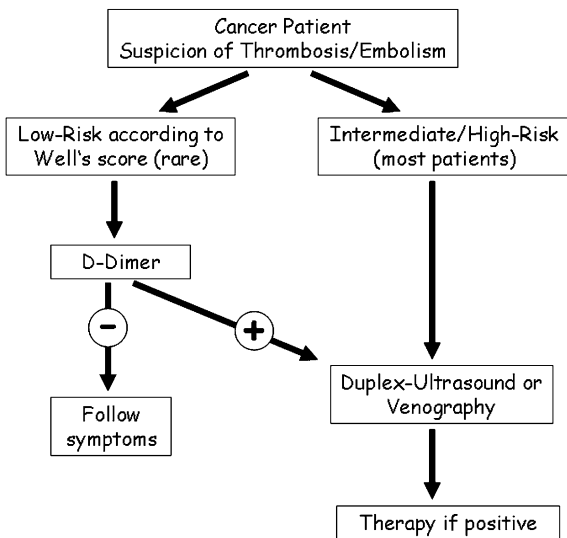 Cancer Patient
Suspicion of Thrombosis/Embolism
Low-Risk according to
Well's score (rare)
Intermediate/High-Risk
(most patients)
D-Dimer
−
+
Duplex-Ultrasound or
Venography
Follow
symptoms
Therapy if positive